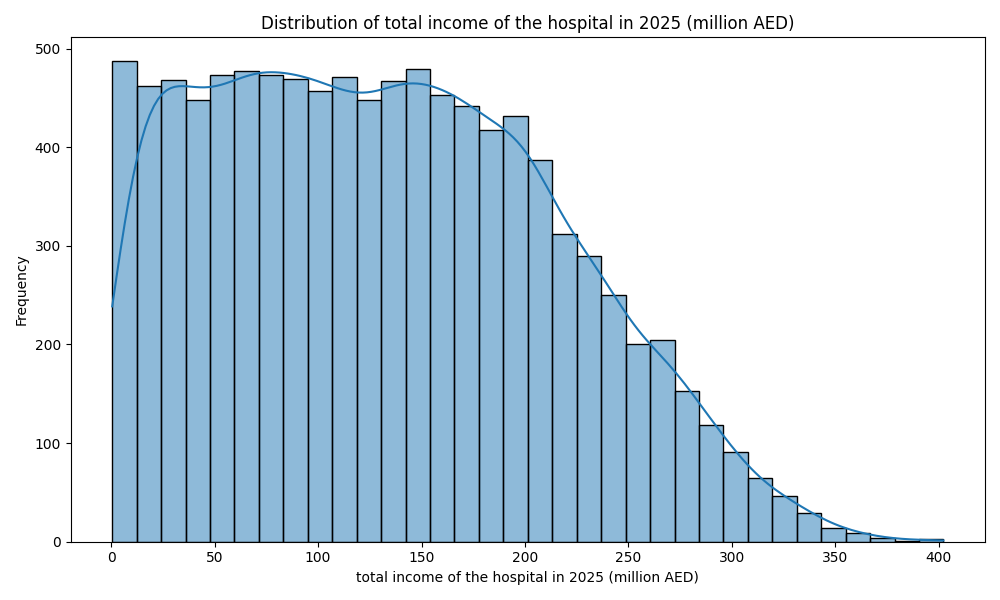 Distribution of total income of the hospital in 2025 (million AED)
Frequency
500
400
300
200
100
0
0 50 100 150 200 250 300 350 400
total income of the hospital in 2025 (million AED)